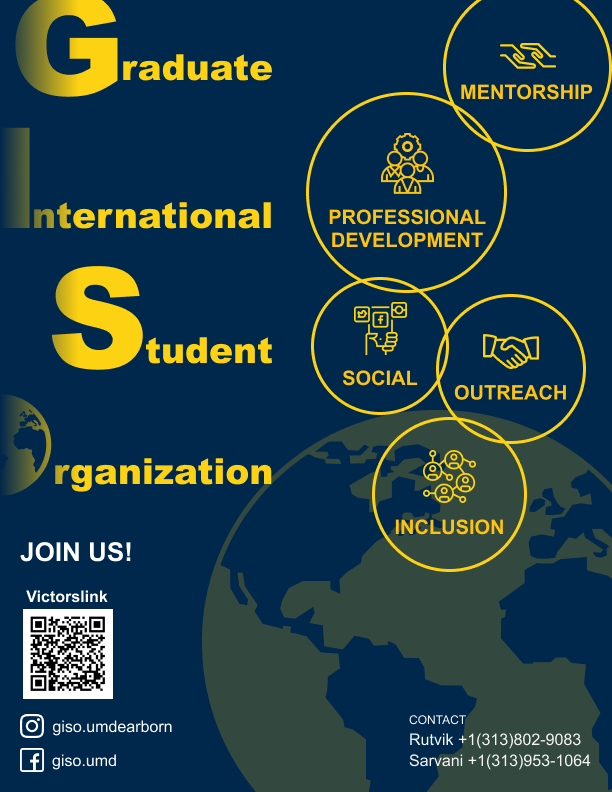 Graduate
International
Student
Organization
MENTORSHIP
PROFESSIONAL
DEVELOPMENT
SOCIAL
OUTREACH
INCLUSION
JOIN US!
Victorslink
giso.umdearborn
giso.umd
CONTACT
Rutvik +1(313)802-9083
Sarvani +1(313)953-1064